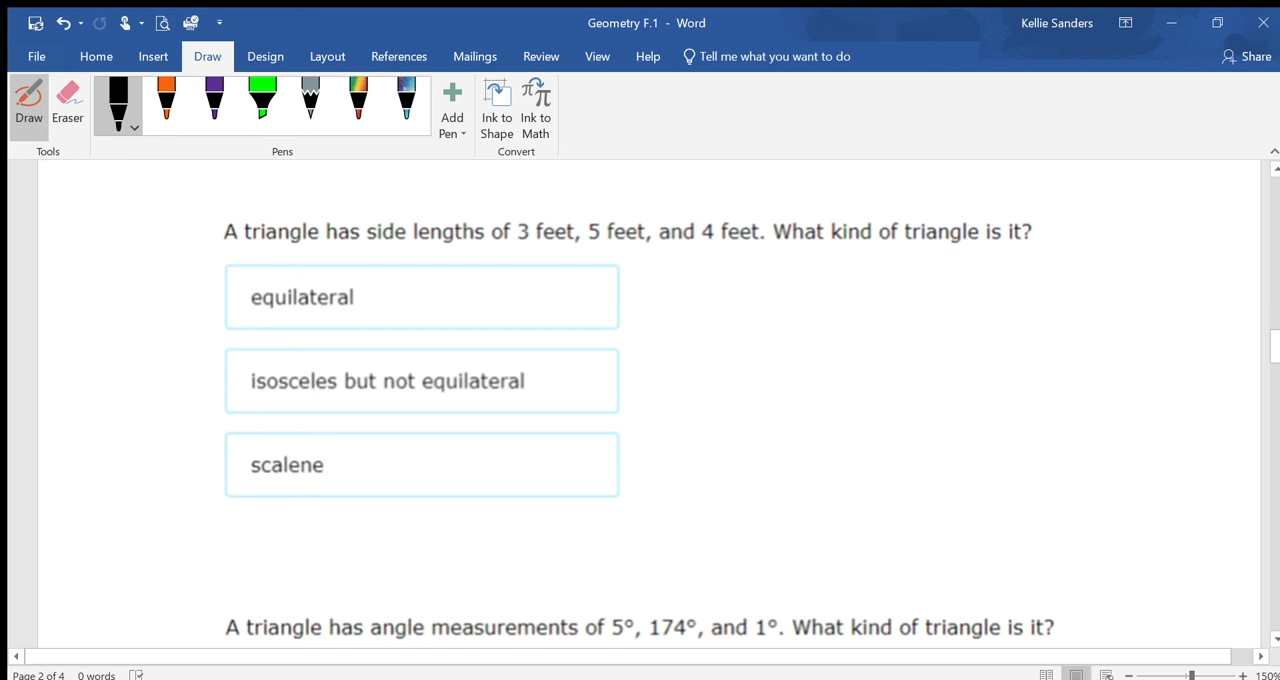 Geometry F.1 - Word
Kellie Sanders
File Home Insert Draw Design Layout References Mailings Review View Help Tell me what you want to do Share
Draw Eraser Add Pen Ink to Shape Ink to Math
Tools Pens Convert
A triangle has side lengths of 3 feet, 5 feet, and 4 feet. What kind of triangle is it?
equilateral
isosceles but not equilateral
scalene
A triangle has angle measurements of 5°, 174°, and 1°. What kind of triangle is it?
Page 2 of 4 0 words 150%